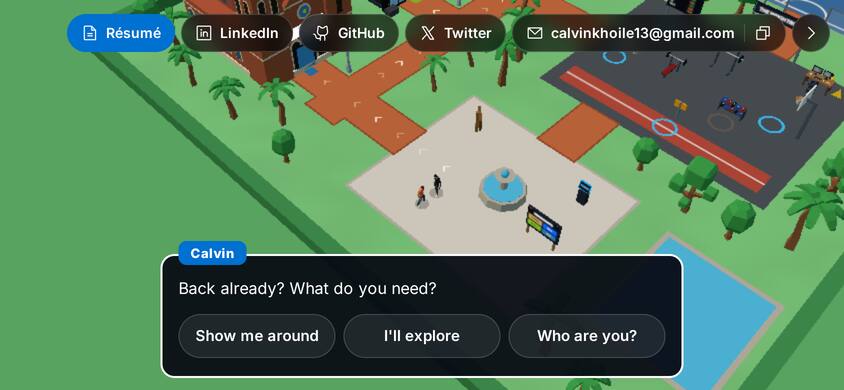 Résumé
LinkedIn
GitHub
Twitter
calvinkhoile13@gmail.com
Calvin
Back already? What do you need?
Show me around
I'll explore
Who are you?